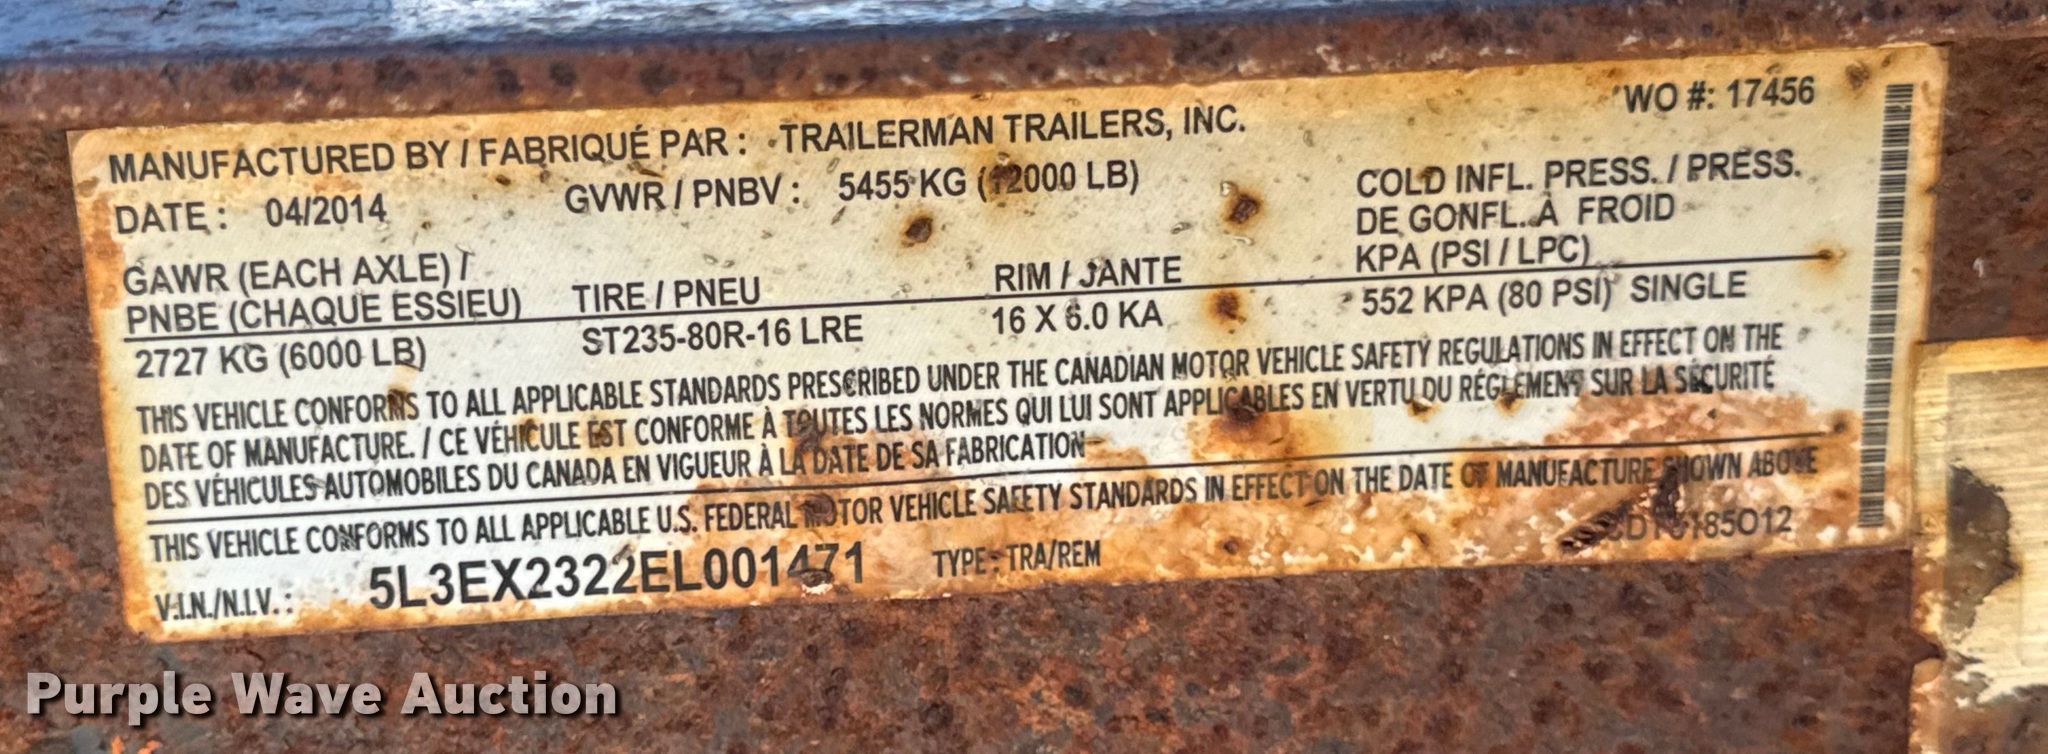 WO #: 17456
MANUFACTURED BY / FABRIQUÉ PAR : TRAILERMAN TRAILERS, INC.
DATE : 04/2014 GVWR / PNBV : 5455 KG (12000 LB)
COLD INFL. PRESS. / PRESS.
DE GONFL. À FROID
KPA (PSI / LPC)
GAWR (EACH AXLE) /
PNBE (CHAQUE ESSIEU) TIRE / PNEU RIM / JANTE
2727 KG (6000 LB) ST235-80R-16 LRE 16 X 6.0 KA 552 KPA (80 PSI) SINGLE
THIS VEHICLE CONFORMS TO ALL APPLICABLE STANDARDS PRESCRIBED UNDER THE CANADIAN MOTOR VEHICLE SAFETY REGULATIONS IN EFFECT ON THE
DATE OF MANUFACTURE. / CE VÉHICULE EST CONFORME À TOUTES LES NORMES QUI LUI SONT APPLICABLES EN VERTU DU RÉGLEMENT SUR LA SÉCURITÉ
DES VÉHICULES AUTOMOBILES DU CANADA EN VIGUEUR À LA DATE DE SA FABRICATION
THIS VEHICLE CONFORMS TO ALL APPLICABLE U.S. FEDERAL MOTOR VEHICLE SAFETY STANDARDS IN EFFECT ON THE DATE OF MANUFACTURE SHOWN ABOVE
V.I.N./N.I.V. : 5L3EX2322EL001471 TYPE : TRA/REM
Purple Wave Auction